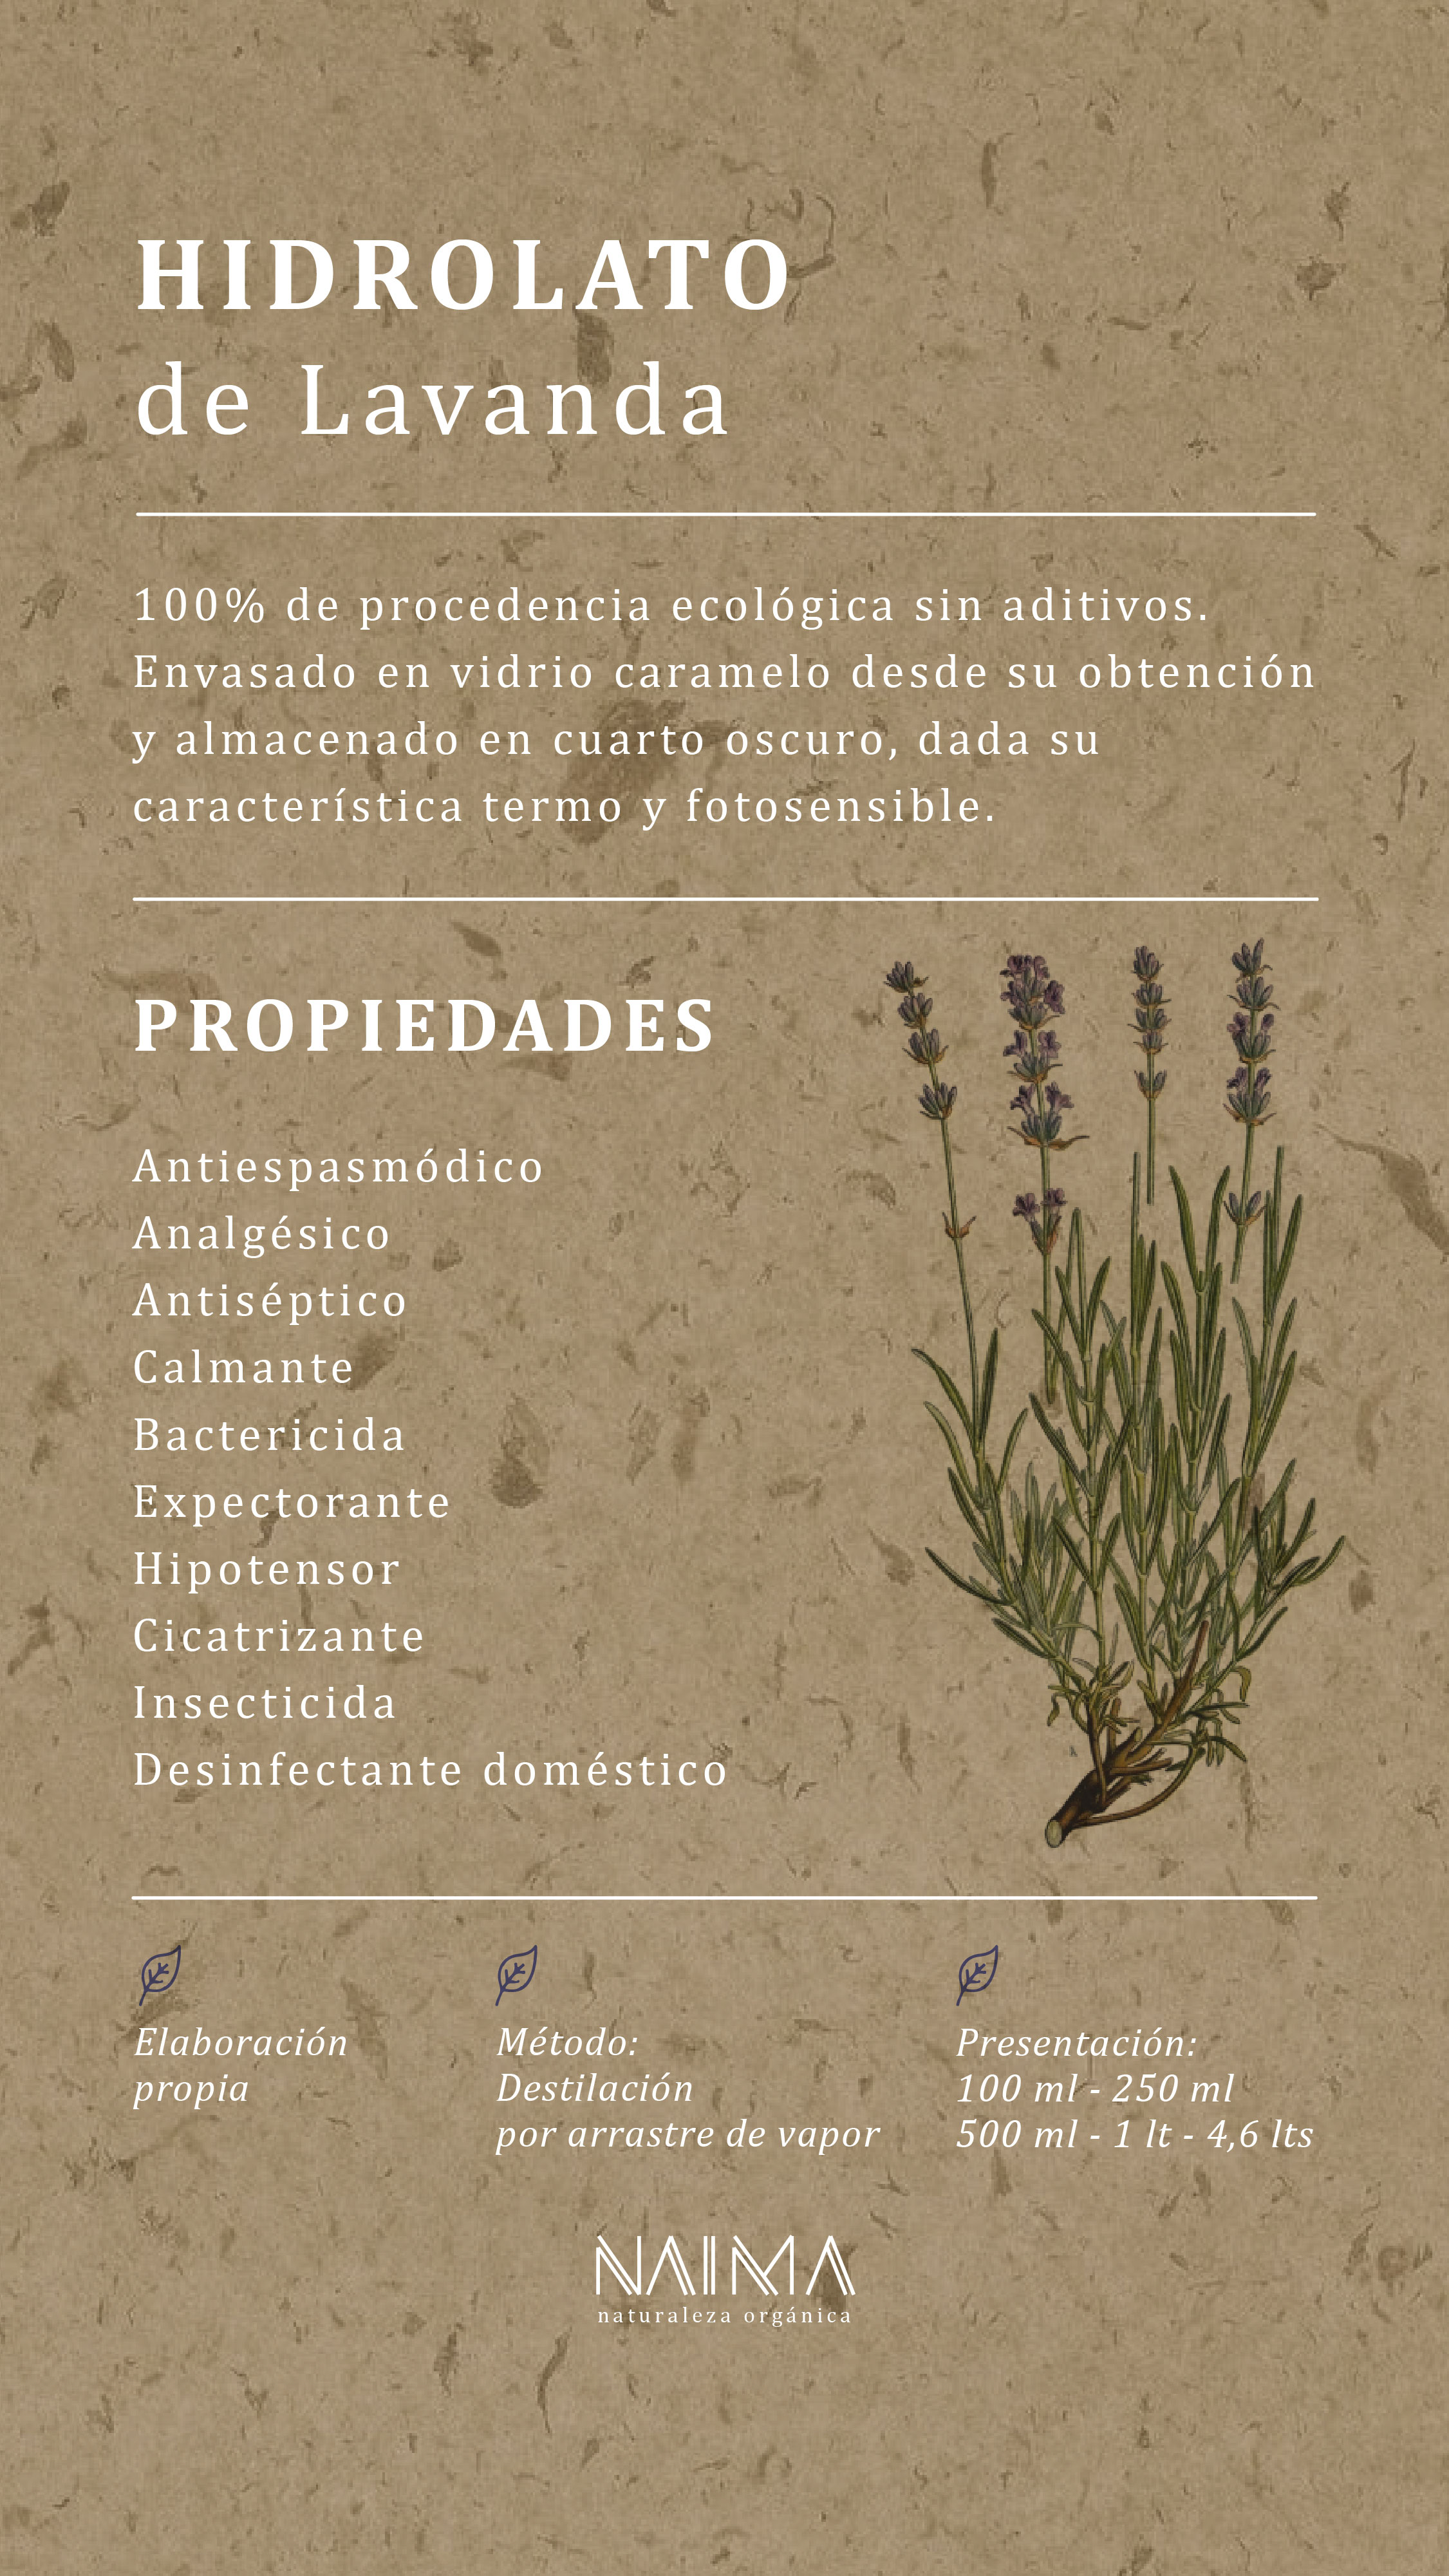 HIDROLATO
de Lavanda
100% de procedencia ecológica sin aditivos.
Envasado en vidrio caramelo desde su obtención
y almacenado en cuarto oscuro, dada su
característica termo y fotosensible.
PROPIEDADES
Antiespasmódico
Analgésico
Antiséptico
Calmante
Bactericida
Expectorante
Hipotensor
Cicatrizante
Insecticida
Desinfectante doméstico
Elaboración
propia
Método:
Destilación
por arrastre de vapor
Presentación:
100 ml - 250 ml
500 ml - 1 lt - 4,6 lts
NAIMA
naturaleza orgánica